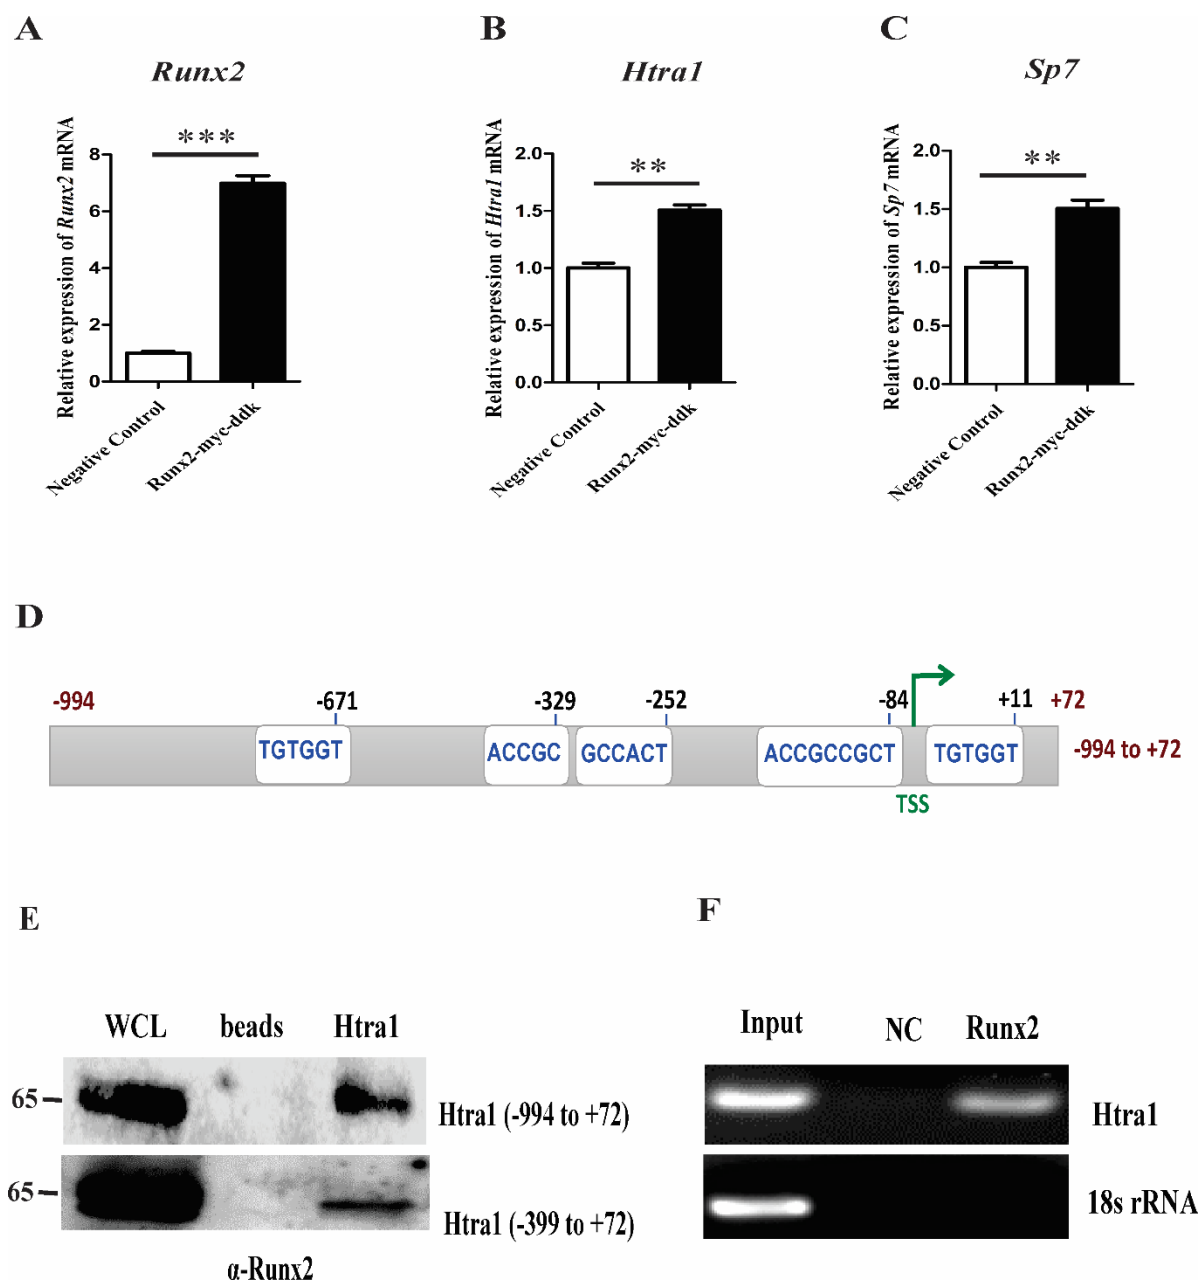 A
B
C
Runx2
Htra1
Sp7
Relative expression of Runx2 mRNA
8
6
4
2
0
***
Negative Control
Runx2-myc-ddk
Relative expression of Htra1 mRNA
2.0
1.5
1.0
0.5
0.0
**
Negative Control
Runx2-myc-ddk
Relative expression of Sp7 mRNA
2.0
1.5
1.0
0.5
0.0
**
Negative Control
Runx2-myc-ddk
D
-994 -671 -329 -252 -84 +11 +72
TGTGGT ACCGC GCCACT ACCGCCGCT TGTGGT -994 to +72
TSS
E
WCL beads Htra1
65 Htra1 (-994 to +72)
65 Htra1 (-399 to +72)
α-Runx2
F
Input NC Runx2
Htra1
18s rRNA